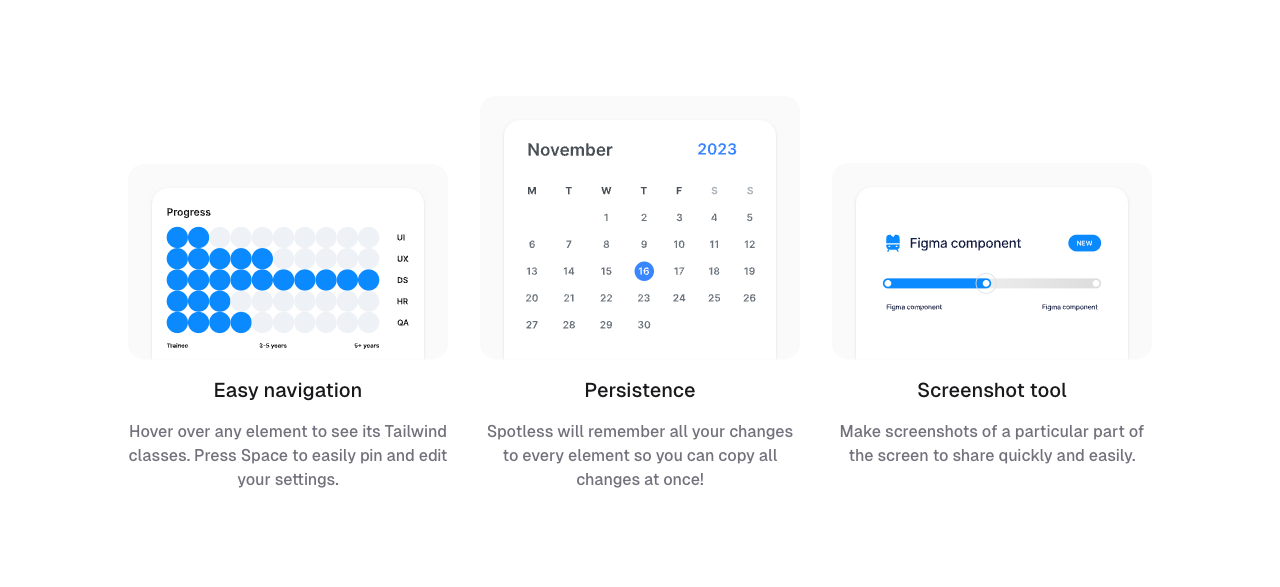 Progress
UI
UX
DS
HR
QA
Trainee 3-5 years 5+ years
Easy navigation
Hover over any element to see its Tailwind
classes. Press Space to easily pin and edit
your settings.
November 2023
M T W T F S S
1 2 3 4 5
6 7 8 9 10 11 12
13 14 15 16 17 18 19
20 21 22 23 24 25 26
27 28 29 30
Persistence
Spotless will remember all your changes
to every element so you can copy all
changes at once!
Figma component NEW
Figma component Figma component
Screenshot tool
Make screenshots of a particular part of
the screen to share quickly and easily.